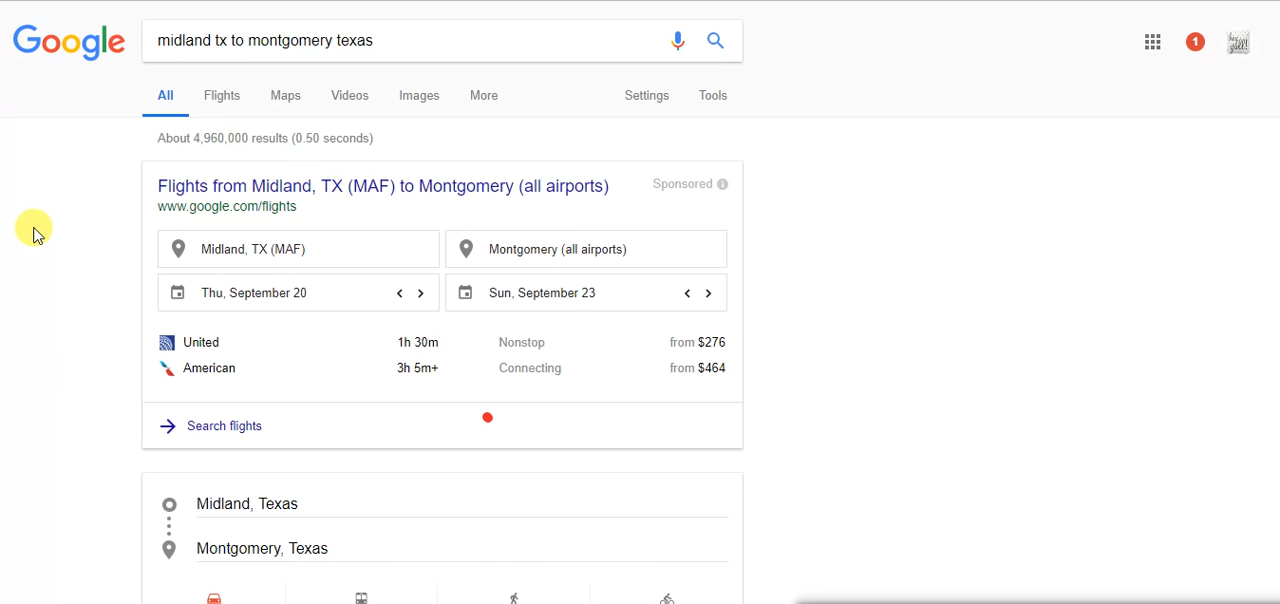 Google
midland tx to montgomery texas
1
All Flights Maps Videos Images More Settings Tools
About 4,960,000 results (0.50 seconds)
Flights from Midland, TX (MAF) to Montgomery (all airports) Sponsored
www.google.com/flights
Midland, TX (MAF) Montgomery (all airports)
Thu, September 20 Sun, September 23
United 1h 30m Nonstop from $276
American 3h 5m+ Connecting from $464
Search flights
Midland, Texas
Montgomery, Texas